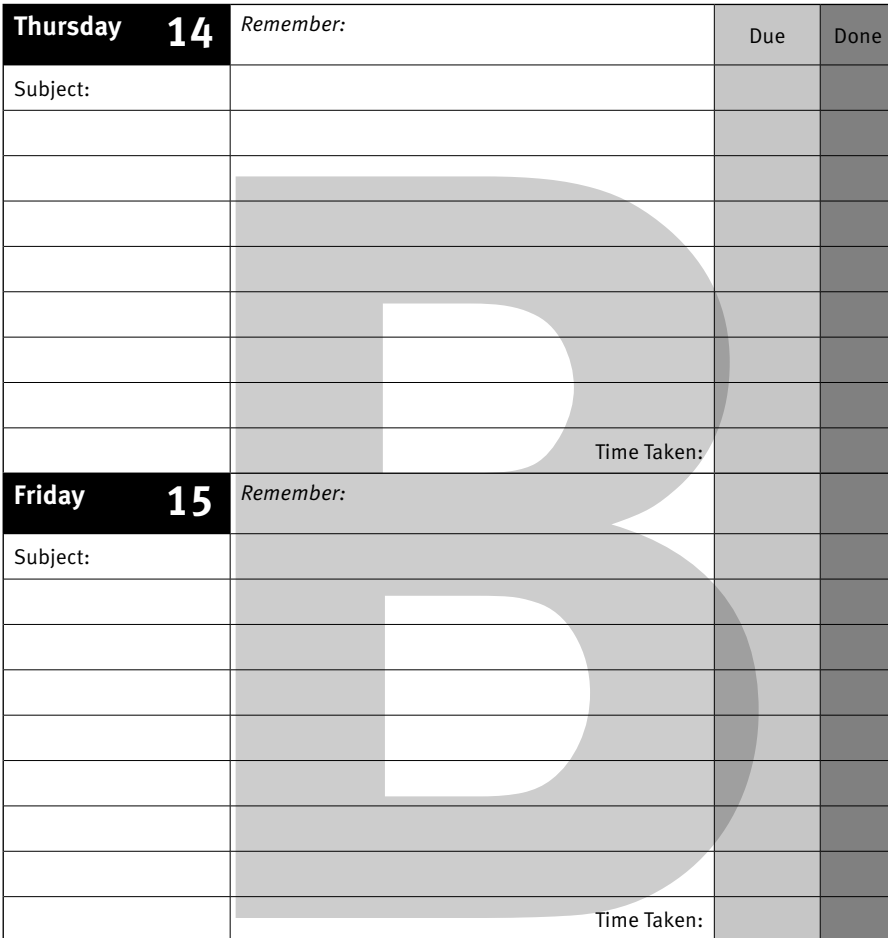 Thursday 14 Remember: Due Done
Subject:
Time Taken:
Friday 15 Remember:
Subject:
Time Taken:
B